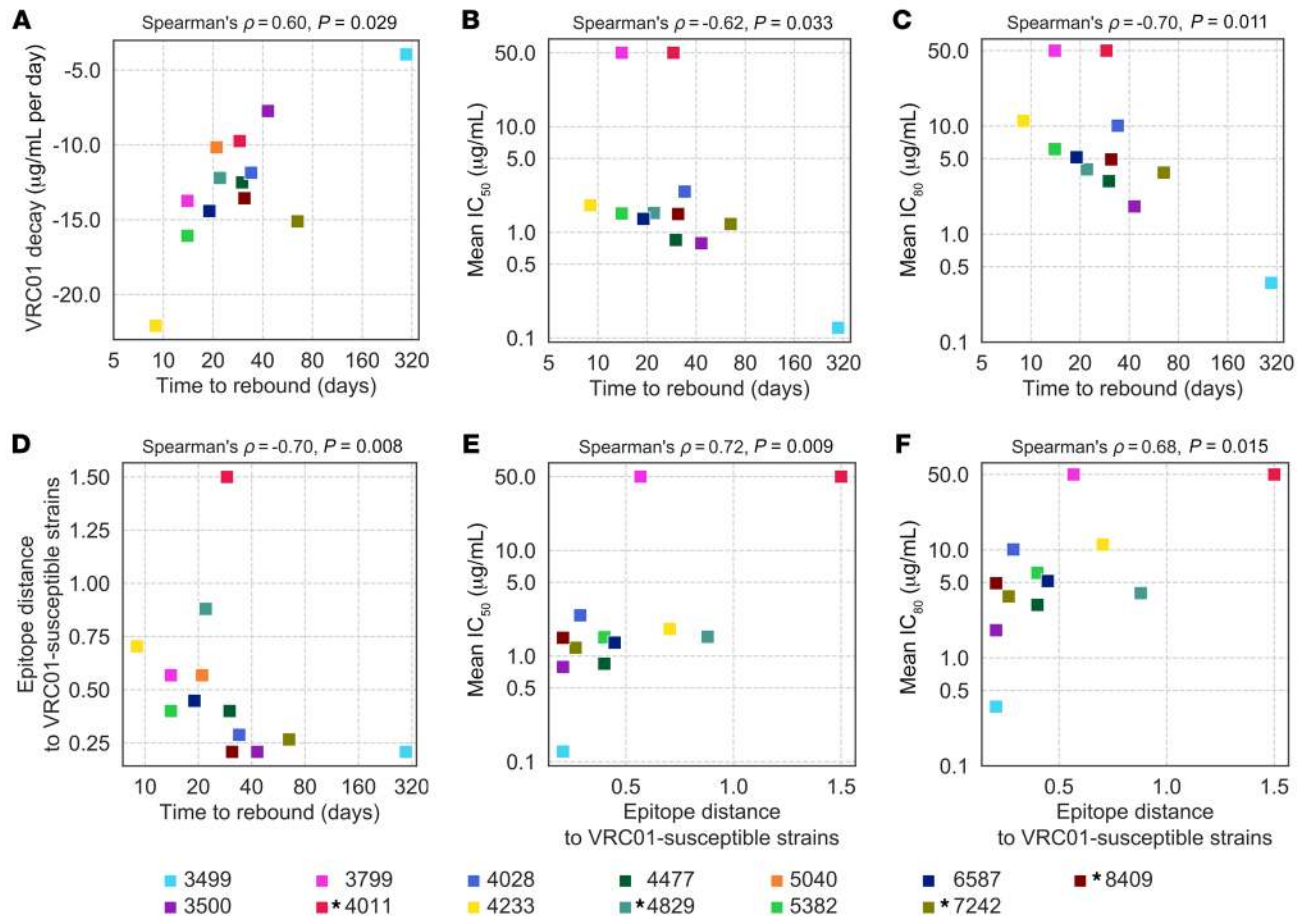 A
Spearman's ρ = 0.60, P = 0.029
VRC01 decay (μg/mL per day)
-5.0
-10.0
-15.0
-20.0
5 10 20 40 80 160 320
Time to rebound (days)
B
Spearman's ρ = -0.62, P = 0.033
Mean IC50 (μg/mL)
50.0
10.0
5.0
1.0
0.5
0.1
5 10 20 40 80 160 320
Time to rebound (days)
C
Spearman's ρ = -0.70, P = 0.011
Mean IC80 (μg/mL)
50.0
10.0
5.0
1.0
0.5
0.1
5 10 20 40 80 160 320
Time to rebound (days)
D
Spearman's ρ = -0.70, P = 0.008
Epitope distance
to VRC01-susceptible strains
1.50
1.25
1.00
0.75
0.50
0.25
10 20 40 80 160 320
Time to rebound (days)
E
Spearman's ρ = 0.72, P = 0.009
Mean IC50 (μg/mL)
50.0
10.0
5.0
1.0
0.5
0.1
0.5 1.0 1.5
Epitope distance
to VRC01-susceptible strains
F
Spearman's ρ = 0.68, P = 0.015
Mean IC80 (μg/mL)
50.0
10.0
5.0
1.0
0.5
0.1
0.5 1.0 1.5
Epitope distance
to VRC01-susceptible strains
3499 3799 4028 4477 5040 6587 *8409
3500 *4011 4233 *4829 5382 *7242